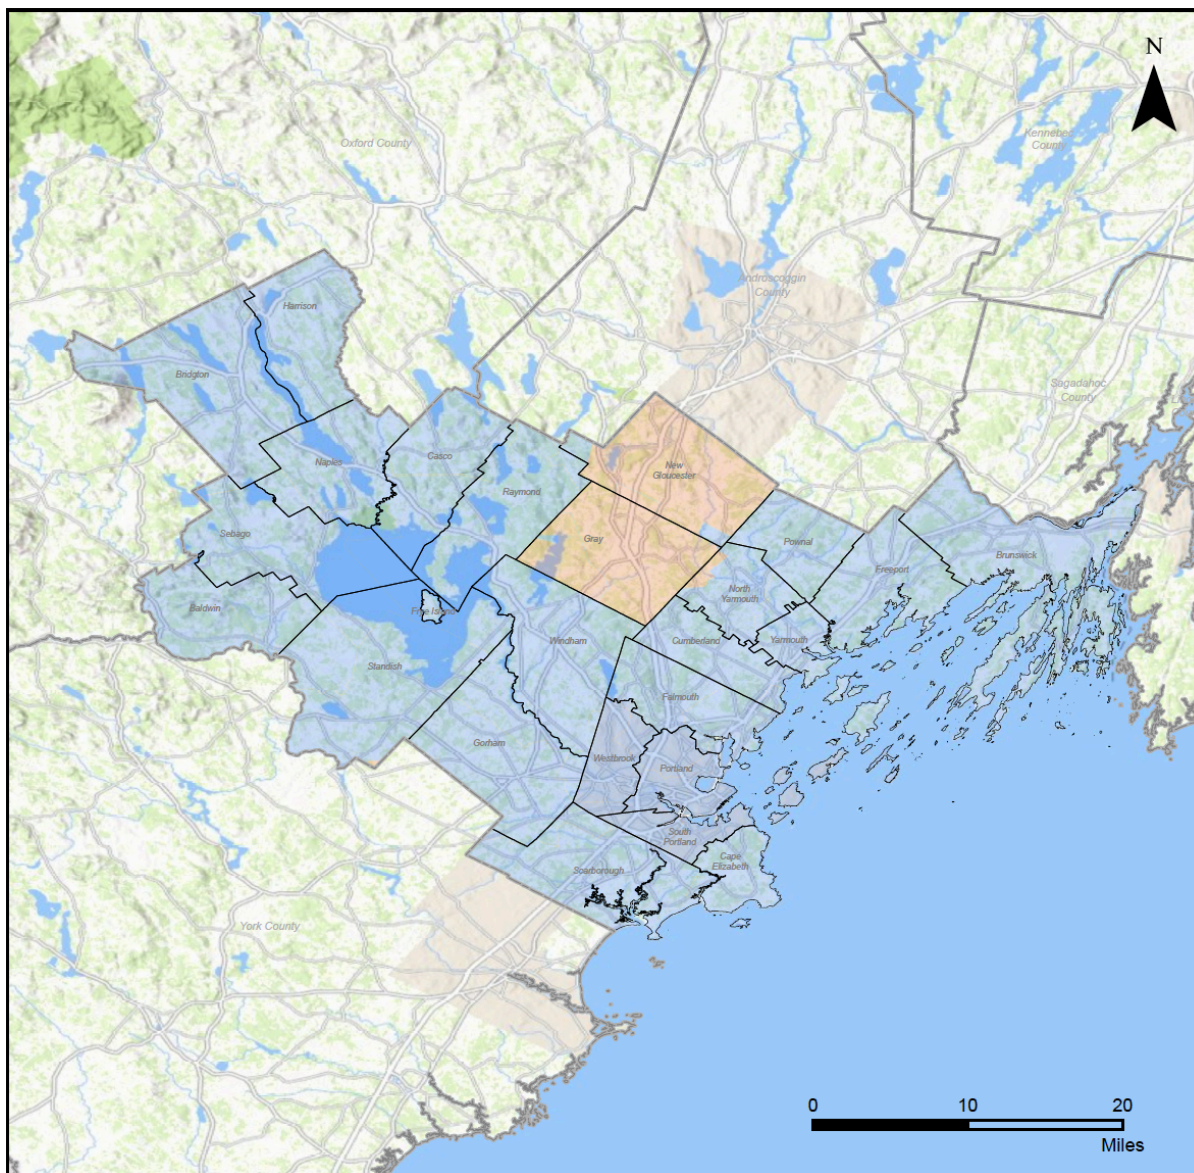 N
Oxford County
Kennebec
County
Androscoggin
County
Harrison
Sagadahoc
County
Bridgton
Naples
Casco
Raymond
New
Gloucester
Gray
Sebago
Pownal
Brunswick
Freeport
Baldwin
Frye Island
North
Yarmouth
Windham
Cumberland
Yarmouth
Standish
Falmouth
Gorham
Westbrook
Portland
South
Portland
Cape
Elizabeth
Scarborough
York County
0 10 20
Miles